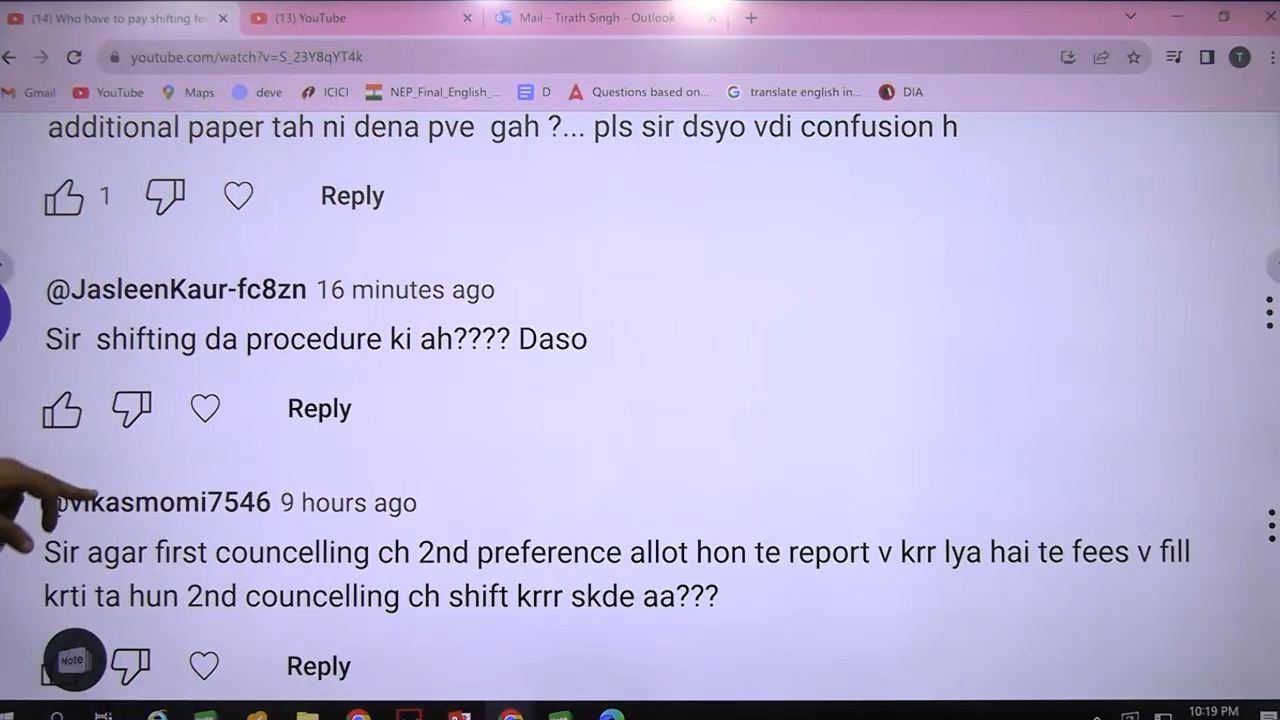 (14) Who have to pay shifting fe
(13) YouTube
Mail - Tirath Singh - Outlook
youtube.com/watch?v=S_23Y8qYT4k
T
Gmail
YouTube
Maps
deve
ICICI
NEP_Final_English_...
D
Questions based on...
translate english in...
DIA
additional paper tah ni dena pve gah ?... pls sir dsyo vdi confusion h
1
Reply
@JasleenKaur-fc8zn 16 minutes ago
Sir shifting da procedure ki ah???? Daso
Reply
@vikasmomi7546 9 hours ago
Sir agar first councelling ch 2nd preference allot hon te report v krr lya hai te fees v fill
krti ta hun 2nd councelling ch shift krrr skde aa???
Note
Reply
10:19 PM